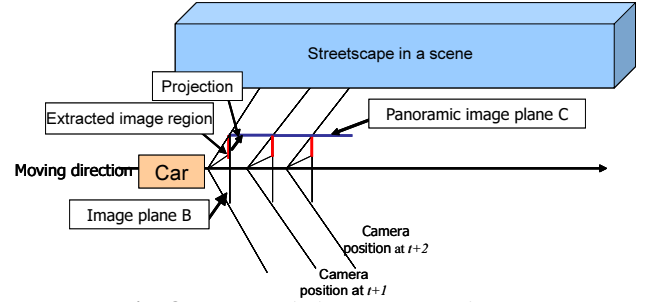 Streetscape in a scene
Projection
Extracted image region
Panoramic image plane C
Moving direction
Car
Image plane B
Camera
position at t+2
Camera
position at t+1